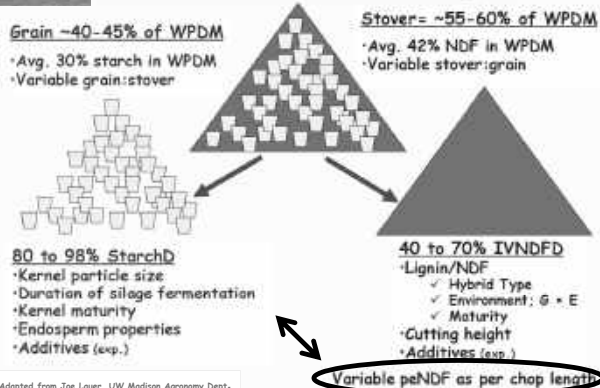 Grain ~40-45% of WPDM
•Avg. 30% starch in WPDM
•Variable grain:stover
Stover= ~55-60% of WPDM
•Avg. 42% NDF in WPDM
•Variable stover:grain
80 to 98% StarchD
•Kernel particle size
•Duration of silage fermentation
•Kernel maturity
•Endosperm properties
•Additives (exp.)
40 to 70% IVNDFD
•Lignin/NDF
✓ Hybrid Type
✓ Environment; G × E
✓ Maturity
•Cutting height
•Additives (exp.)
Variable peNDF as per chop length
Adapted from Joe Lauer, UW Madison Agronomy Dept.